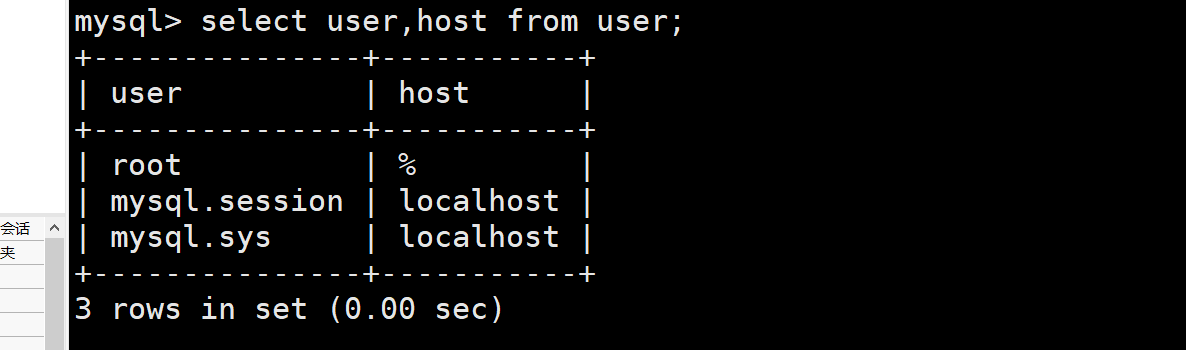 mysql> select user,host from user;
+---------------+-----------+
| user          | host      |
+---------------+-----------+
| root          | %         |
| mysql.session | localhost |
| mysql.sys     | localhost |
+---------------+-----------+
3 rows in set (0.00 sec)
会话
夹